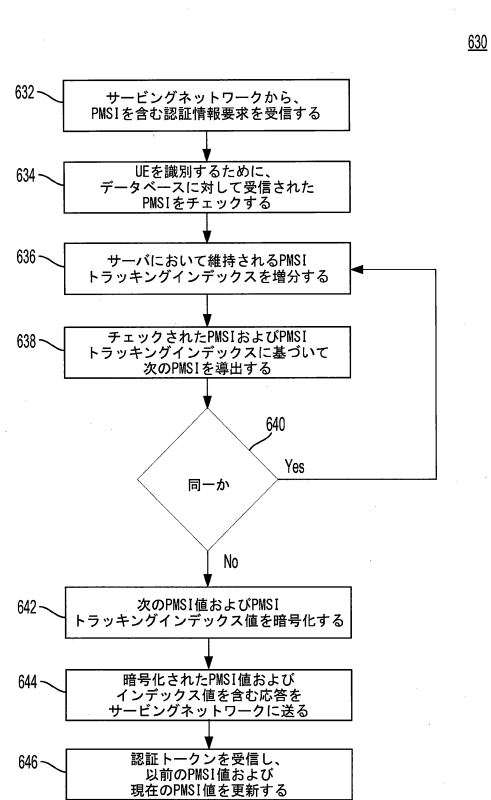 630
632
サービングネットワークから、
PMSIを含む認証情報要求を受信する
634
UEを識別するために、
データベースに対して受信された
PMSIをチェックする
636
サーバにおいて維持されるPMSI
トラッキングインデックスを増分する
638
チェックされたPMSIおよびPMSI
トラッキングインデックスに基づいて
次のPMSIを導出する
640
同一か
Yes
No
642
次のPMSI値およびPMSI
トラッキングインデックス値を暗号化する
644
暗号化されたPMSI値および
インデックス値を含む応答を
サービングネットワークに送る
646
認証トークンを受信し、
以前のPMSI値および
現在のPMSI値を更新する